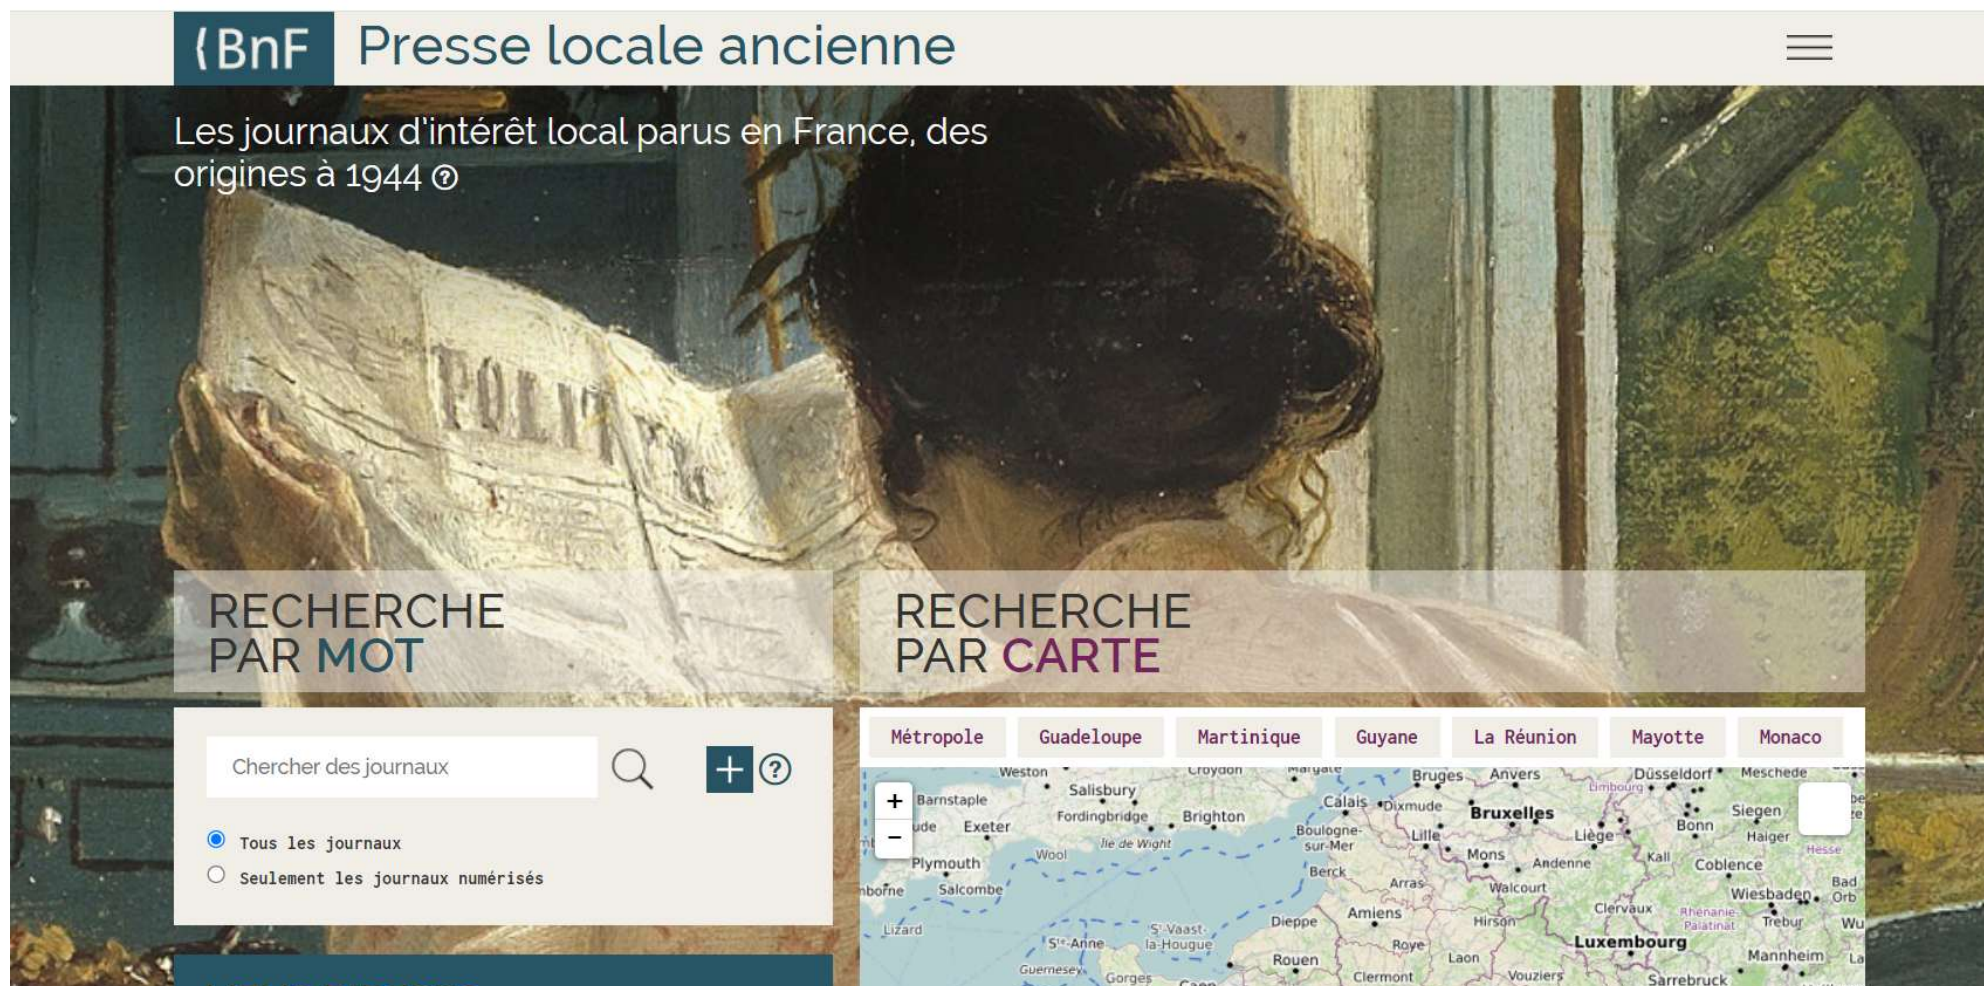 {BnF Presse locale ancienne
Les journaux d'intérêt local parus en France, des
origines à 1944 ?
RECHERCHE
PAR MOT
Chercher des journaux
+ ?
Tous les journaux
Seulement les journaux numérisés
RECHERCHE
PAR CARTE
Métropole Guadeloupe Martinique Guyane La Réunion Mayotte Monaco
+
−
Weston Croydon Margate Bruges Anvers Düsseldorf Meschede
Barnstaple Salisbury Calais Dixmude Bruxelles Limbourg Siegen
Exeter Fordingbridge Brighton Boulogne-
sur-Mer Lille Liège Bonn Haiger
Plymouth Wool Île de Wight Mons Andenne Kall Coblence Hesse
Salcombe Berck Arras Walcourt Wiesbaden Bad
Orb
Lizard Dieppe Amiens Hirson Clervaux Rhénanie-
Palatinat Trebur
Ste-Anne St-Vaast-
la-Hougue Rouen Roye Laon Luxembourg Mannheim
Guernesey Gorges Caen Clermont Vouziers Sarrebruck